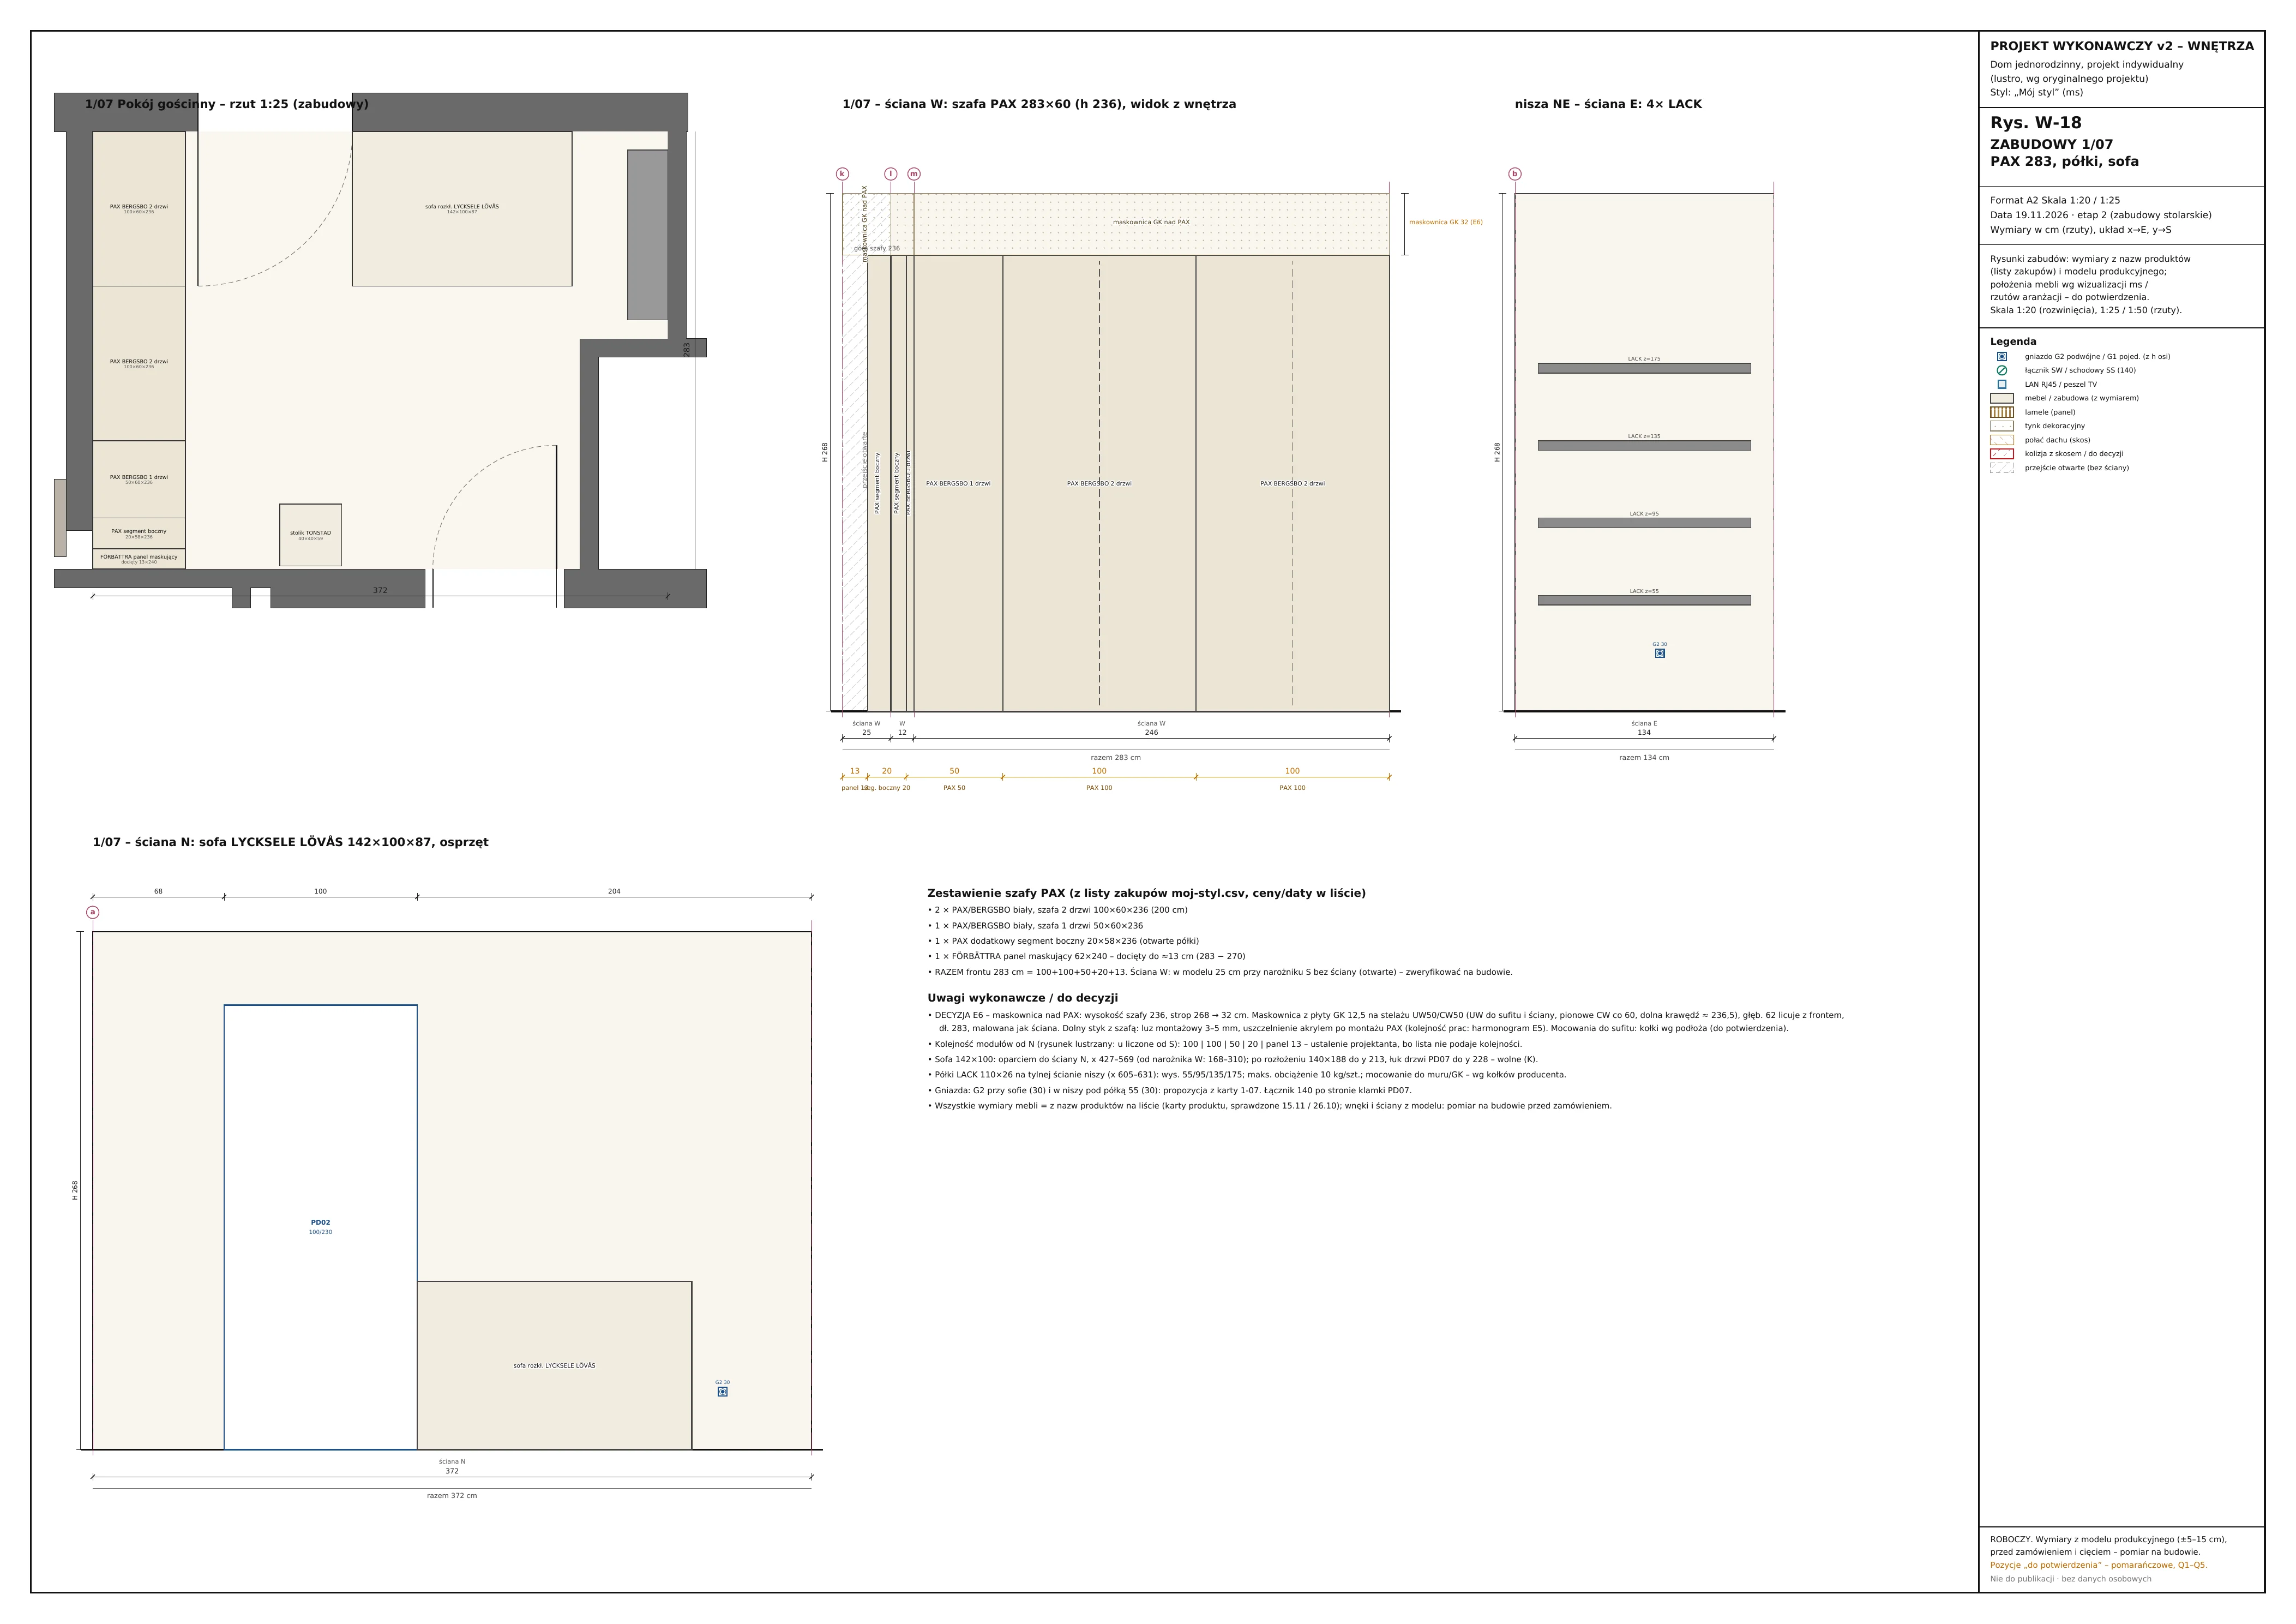 1/07 Pokój gościnny – rzut 1:25 (zabudowy)
PAX BERGSBO 2 drzwi
100×60×236
sofa rozkł. LYCKSELE LÖVÅS
142×100×87
PAX BERGSBO 2 drzwi
100×60×236
283
PAX BERGSBO 1 drzwi
50×60×236
PAX segment boczny
20×58×236
FÖRBÄTTRA panel maskujący
docięty 13×240
stolik TONSTAD
40×40×59
372
1/07 – ściana W: szafa PAX 283×60 (h 236), widok z wnętrza
k
l
m
maskownica GK nad PAX
maskownica GK nad PAX
maskownica GK 32 (E6)
góra szafy 236
H 268
przejście otwarte
PAX segment boczny
PAX segment boczny
PAX BERGSBO 1 drzwi
PAX BERGSBO 1 drzwi
PAX BERGSBO 2 drzwi
PAX BERGSBO 2 drzwi
ściana W
W
ściana W
25
12
246
razem 283 cm
13
20
50
100
100
panel 13
seg. boczny 20
PAX 50
PAX 100
PAX 100
nisza NE – ściana E: 4× LACK
b
H 268
LACK z=175
LACK z=135
LACK z=95
LACK z=55
G2 30
ściana E
134
razem 134 cm
1/07 – ściana N: sofa LYCKSELE LÖVÅS 142×100×87, osprzęt
68
100
204
a
H 268
PD02
100/230
sofa rozkł. LYCKSELE LÖVÅS
G2 30
ściana N
372
razem 372 cm
Zestawienie szafy PAX (z listy zakupów moj-styl.csv, ceny/daty w liście)
• 2 × PAX/BERGSBO biały, szafa 2 drzwi 100×60×236 (200 cm)
• 1 × PAX/BERGSBO biały, szafa 1 drzwi 50×60×236
• 1 × PAX dodatkowy segment boczny 20×58×236 (otwarte półki)
• 1 × FÖRBÄTTRA panel maskujący 62×240 – docięty do ≈13 cm (283 − 270)
• RAZEM frontu 283 cm = 100+100+50+20+13. Ściana W: w modelu 25 cm przy narożniku S bez ściany (otwarte) – zweryfikować na budowie.
Uwagi wykonawcze / do decyzji
• DECYZJA E6 – maskownica nad PAX: wysokość szafy 236, strop 268 → 32 cm. Maskownica z płyty GK 12,5 na stelażu UW50/CW50 (UW do sufitu i ściany, pionowe CW co 60, dolna krawędź ≈ 236,5), głęb. 62 licuje z frontem,
dł. 283, malowana jak ściana. Dolny styk z szafą: luz montażowy 3–5 mm, uszczelnienie akrylem po montażu PAX (kolejność prac: harmonogram E5). Mocowania do sufitu: kołki wg podłoża (do potwierdzenia).
• Kolejność modułów od N (rysunek lustrzany: u liczone od S): 100 | 100 | 50 | 20 | panel 13 – ustalenie projektanta, bo lista nie podaje kolejności.
• Sofa 142×100: oparciem do ściany N, x 427–569 (od narożnika W: 168–310); po rozłożeniu 140×188 do y 213, łuk drzwi PD07 do y 228 – wolne (K).
• Półki LACK 110×26 na tylnej ścianie niszy (x 605–631): wys. 55/95/135/175; maks. obciążenie 10 kg/szt.; mocowanie do muru/GK – wg kołków producenta.
• Gniazda: G2 przy sofie (30) i w niszy pod półką 55 (30): propozycja z karty 1-07. Łącznik 140 po stronie klamki PD07.
• Wszystkie wymiary mebli = z nazw produktów na liście (karty produktu, sprawdzone 15.11 / 26.10); wnęki i ściany z modelu: pomiar na budowie przed zamówieniem.
PROJEKT WYKONAWCZY v2 – WNĘTRZA
Dom jednorodzinny, projekt indywidualny
(lustro, wg oryginalnego projektu)
Styl: „Mój styl” (ms)
Rys. W-18
ZABUDOWY 1/07
PAX 283, półki, sofa
Format A2 Skala 1:20 / 1:25
Data 19.11.2026 · etap 2 (zabudowy stolarskie)
Wymiary w cm (rzuty), układ x→E, y→S
Rysunki zabudów: wymiary z nazw produktów
(listy zakupów) i modelu produkcyjnego;
położenia mebli wg wizualizacji ms /
rzutów aranżacji – do potwierdzenia.
Skala 1:20 (rozwinięcia), 1:25 / 1:50 (rzuty).
Legenda
gniazdo G2 podwójne / G1 pojed. (z h osi)
łącznik SW / schodowy SS (140)
LAN RJ45 / peszel TV
mebel / zabudowa (z wymiarem)
lamele (panel)
tynk dekoracyjny
połać dachu (skos)
kolizja z skosem / do decyzji
przejście otwarte (bez ściany)
ROBOCZY. Wymiary z modelu produkcyjnego (±5–15 cm),
przed zamówieniem i cięciem – pomiar na budowie.
Pozycje „do potwierdzenia” – pomarańczowe, Q1–Q5.
Nie do publikacji · bez danych osobowych